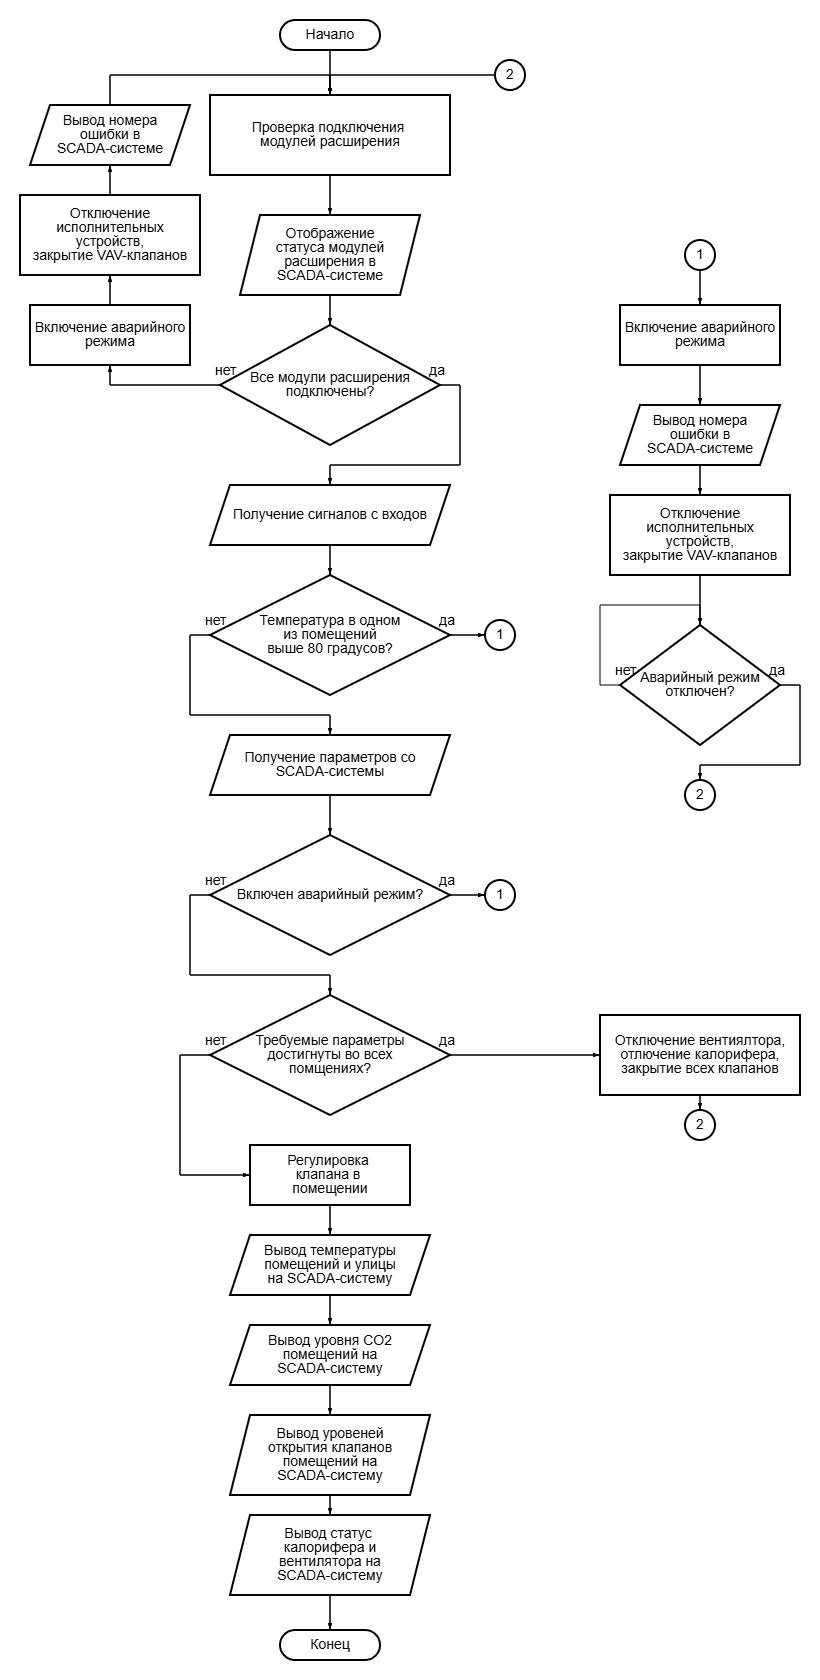 Начало
2
Вывод номера
ошибки в
SCADA-системе
Проверка подключения
модулей расширения
Отключение
исполнительных
устройств,
закрытие VAV-клапанов
Отображение
статуса модулей
расширения в
SCADA-системе
Включение аварийного
режима
нет
Все модули расширения
подключены?
да
Получение сигналов с входов
нет
Температура в одном
из помещений
выше 80 градусов?
да
1
Получение параметров со
SCADA-системы
нет
Включен аварийный режим?
да
1
нет
Требуемые параметры
достигнуты во всех
помщениях?
да
Отключение вентиялтора,
отлючение калорифера,
закрытие всех клапанов
2
Регулировка
клапана в
помещении
Вывод температуры
помещений и улицы
на SCADA-систему
Вывод уровня CO2
помещений на
SCADA-систему
Вывод уровеней
открытия клапанов
помещений на
SCADA-систему
Вывод статус
калорифера и
вентилятора на
SCADA-систему
Конец
1
Включение аварийного
режима
Вывод номера
ошибки в
SCADA-системе
Отключение
исполнительных
устройств,
закрытие VAV-клапанов
нет
Аварийный режим
отключен?
да
2